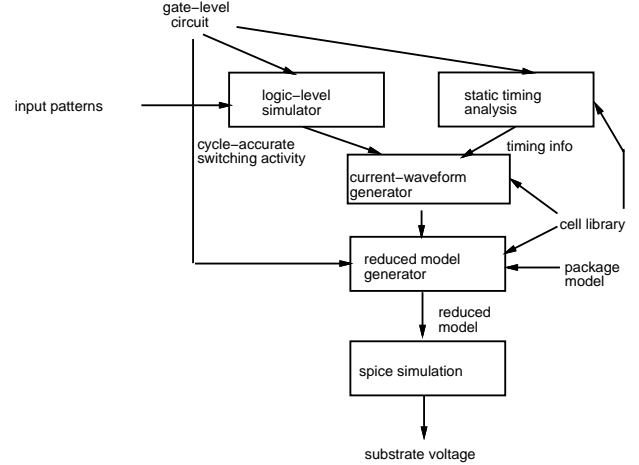 gate-level
circuit
input patterns
logic-level
simulator
static timing
analysis
cycle-accurate
switching activity
timing info
current-waveform
generator
cell library
reduced model
generator
package
model
reduced
model
spice simulation
substrate voltage